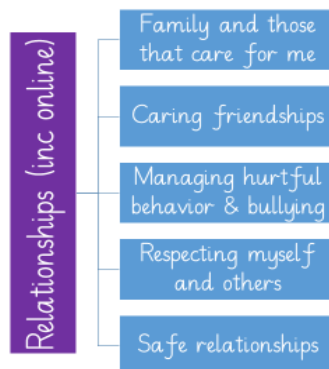 Relationships (inc online)
Family and those
that care for me
Caring friendships
Managing hurtful
behavior & bullying
Respecting myself
and others
Safe relationships